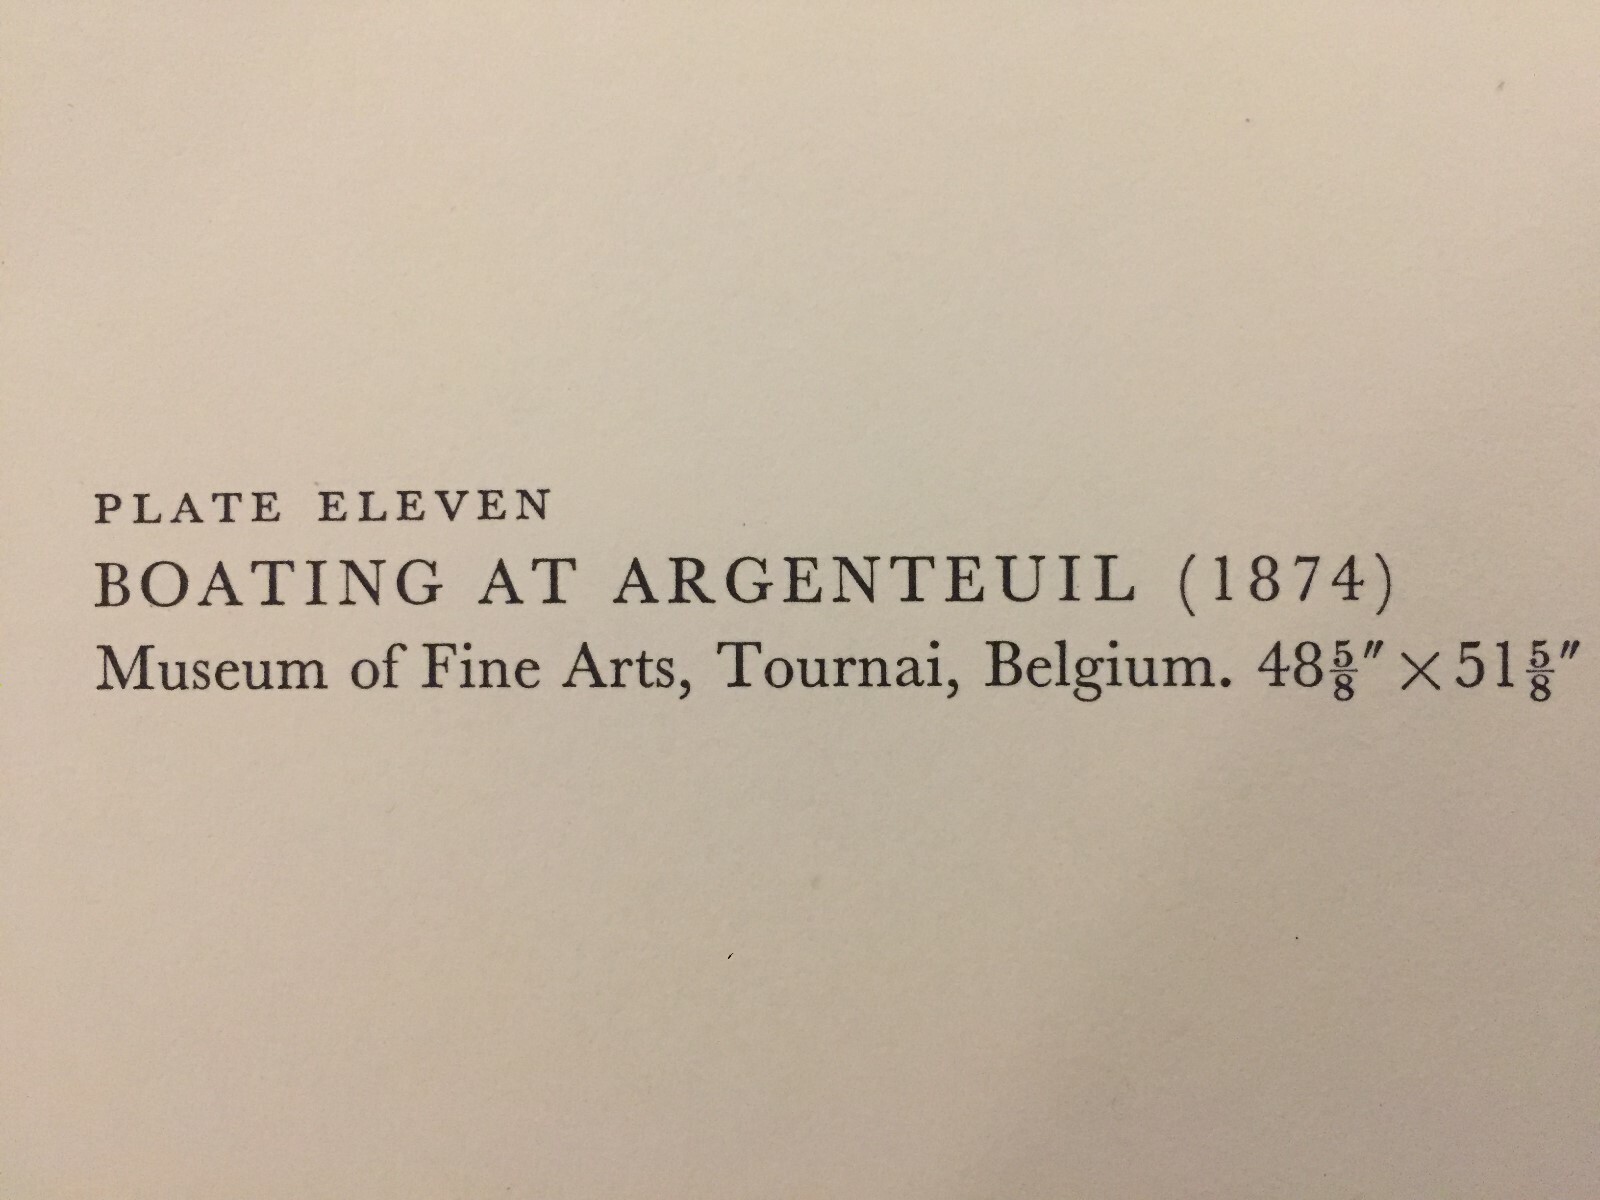 PLATE ELEVEN
BOATING AT ARGENTEUIL (1874)
Museum of Fine Arts, Tournai, Belgium. 48⅝″ × 51⅝″